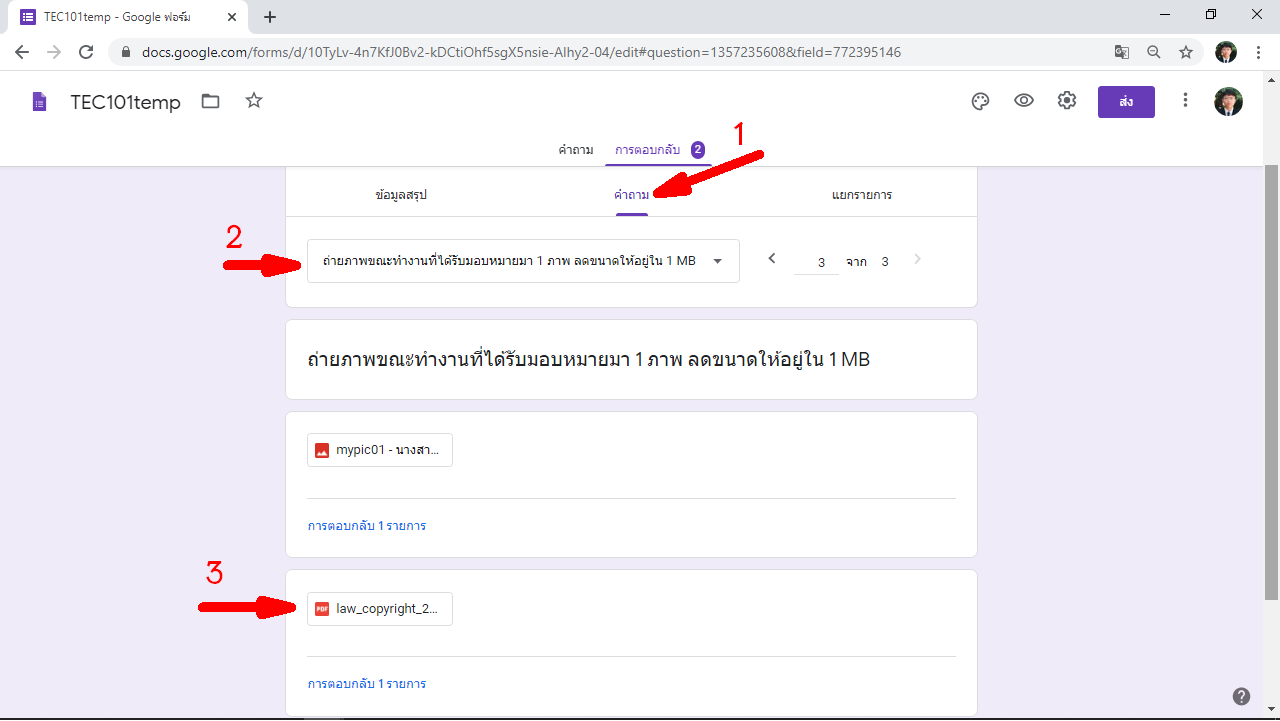 TEC101temp - Google ฟอร์ม
docs.google.com/forms/d/10TyLv-4n7KfJ0Bv2-kDCtiOhf5sgX5nsie-Alhy2-04/edit#question=1357235608&field=772395146
TEC101temp
ส่ง
คำถาม การตอบกลับ 2
1
ข้อมูลสรุป คำถาม แยกรายการ
2
ถ่ายภาพขณะทำงานที่ได้รับมอบหมายมา 1 ภาพ ลดขนาดให้อยู่ใน 1 MB
3 จาก 3
ถ่ายภาพขณะทำงานที่ได้รับมอบหมายมา 1 ภาพ ลดขนาดให้อยู่ใน 1 MB
mypic01 - นางสา...
การตอบกลับ 1 รายการ
3
PDF law_copyright_2...
การตอบกลับ 1 รายการ